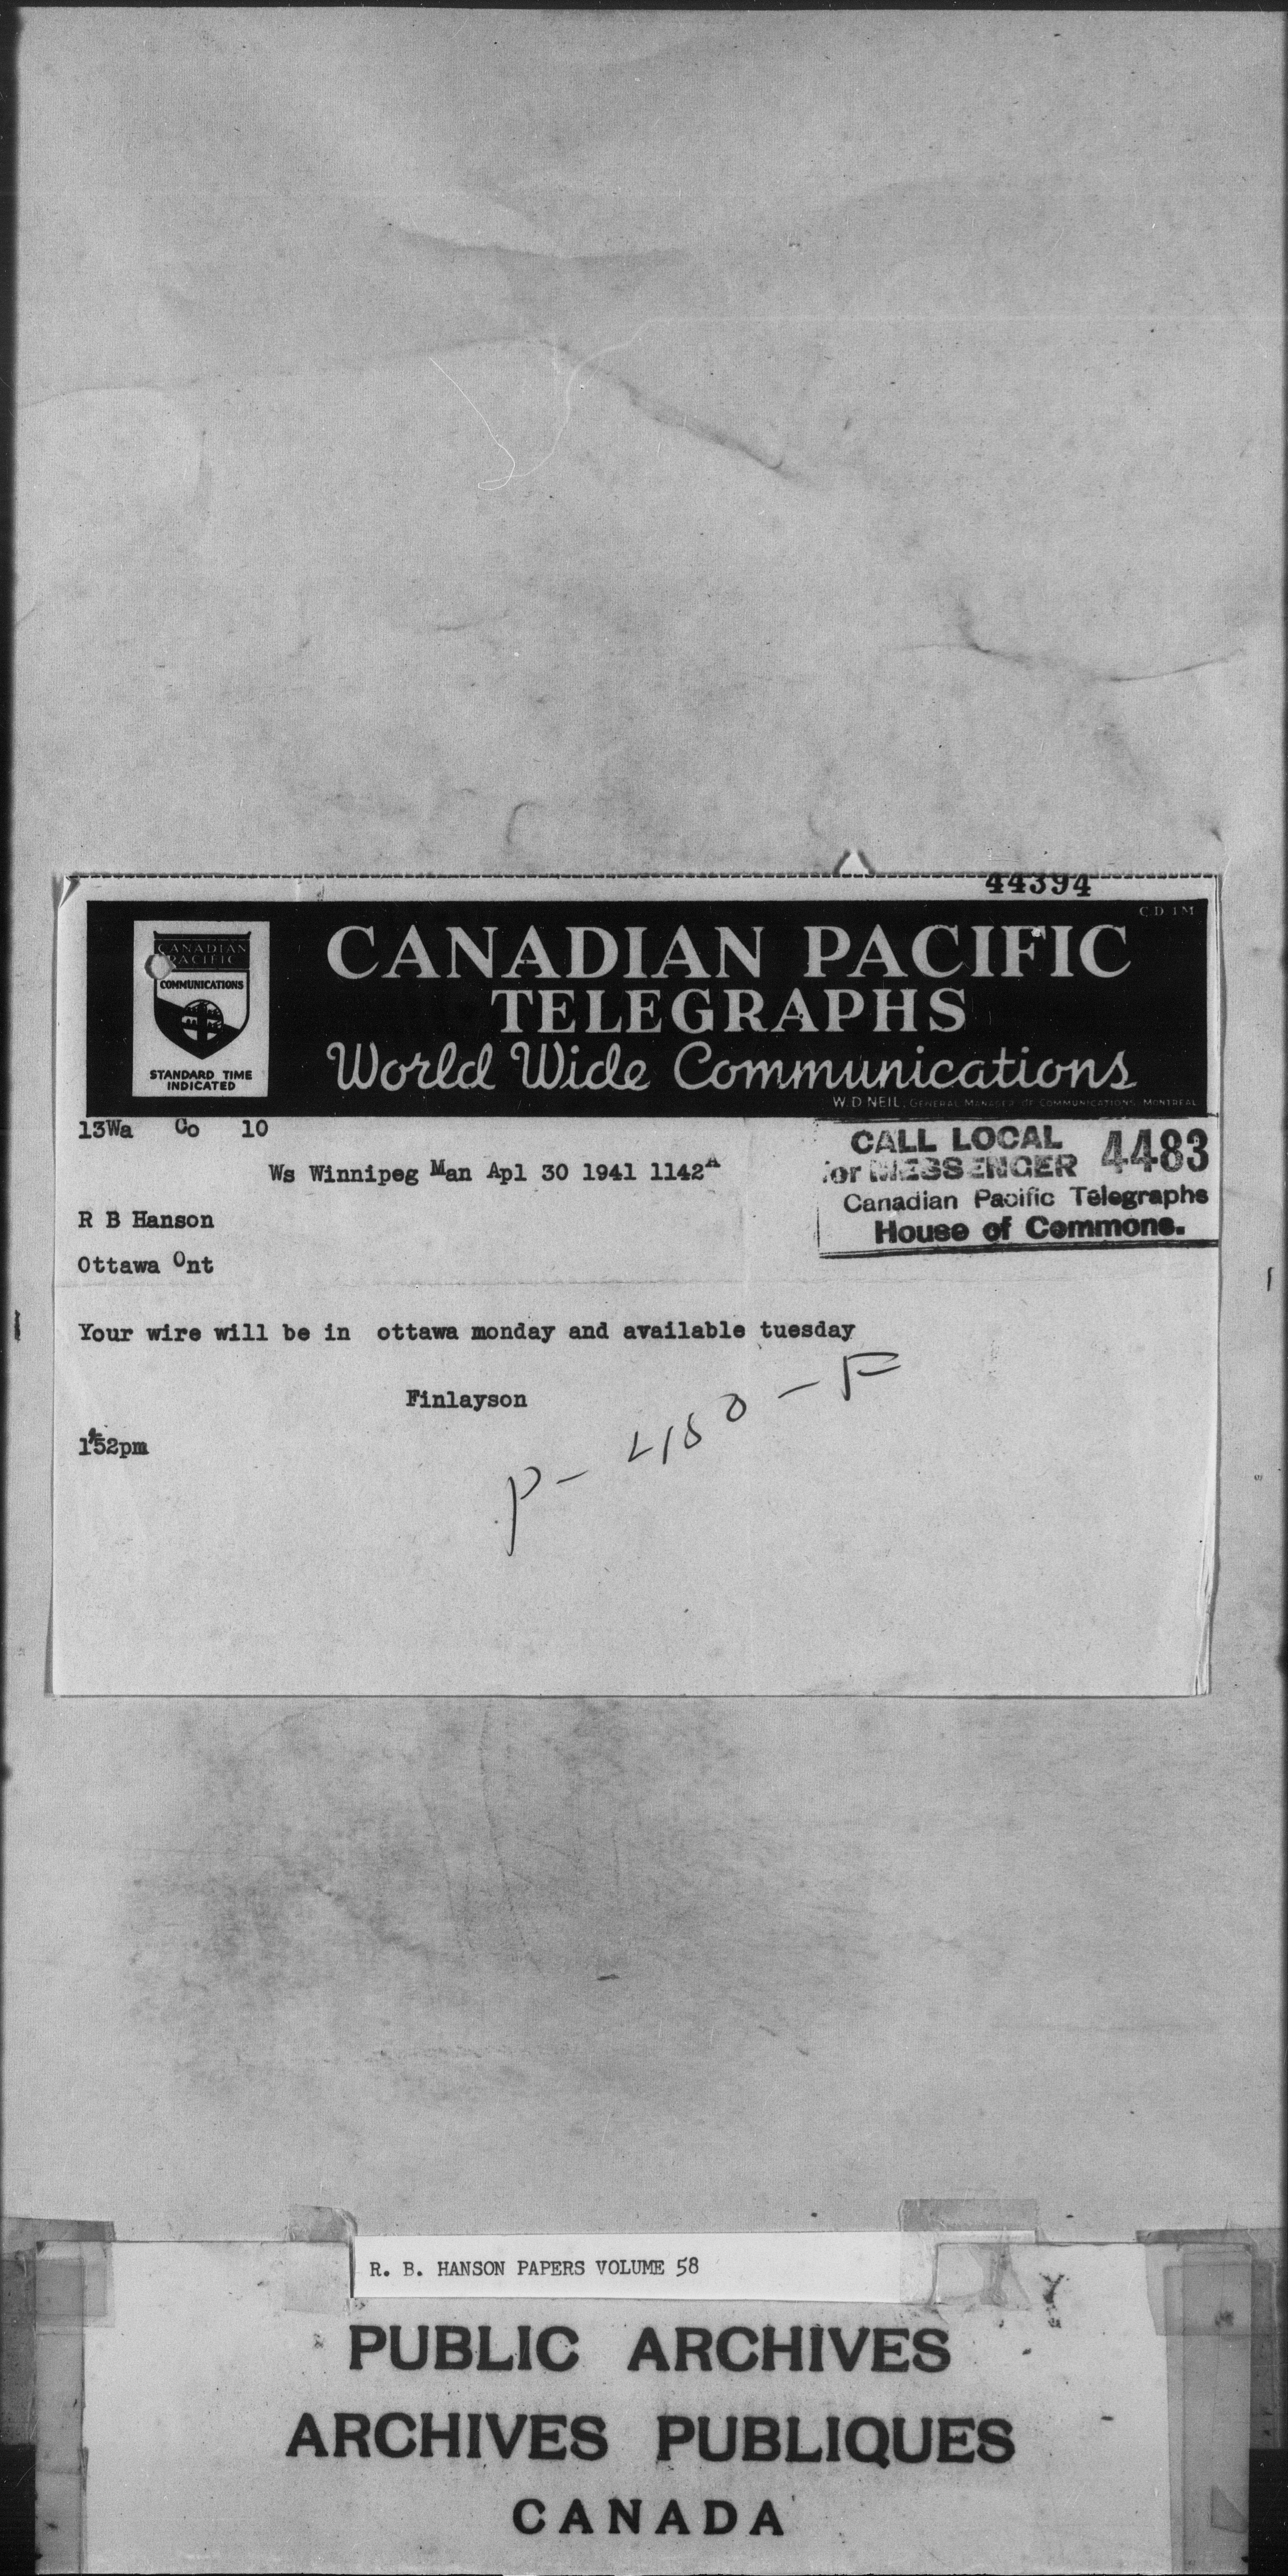 44394
C.D. 1M
CANADIAN PACIFIC
TELEGRAPHS
World Wide Communications
W.D. NEIL, GENERAL MANAGER OF COMMUNICATIONS, MONTREAL
CANADIAN
PACIFIC
COMMUNICATIONS
STANDARD TIME
INDICATED
13Wa Co 10
CALL LOCAL 4483
for MESSENGER
Canadian Pacific Telegraphs
House of Commons.
Ws Winnipeg Man Apl 30 1941 1142A
R B Hanson
Ottawa Ont
Your wire will be in ottawa monday and available tuesday
Finlayson
152pm
P-450-F
R. B. HANSON PAPERS VOLUME 58
PUBLIC ARCHIVES
ARCHIVES PUBLIQUES
CANADA